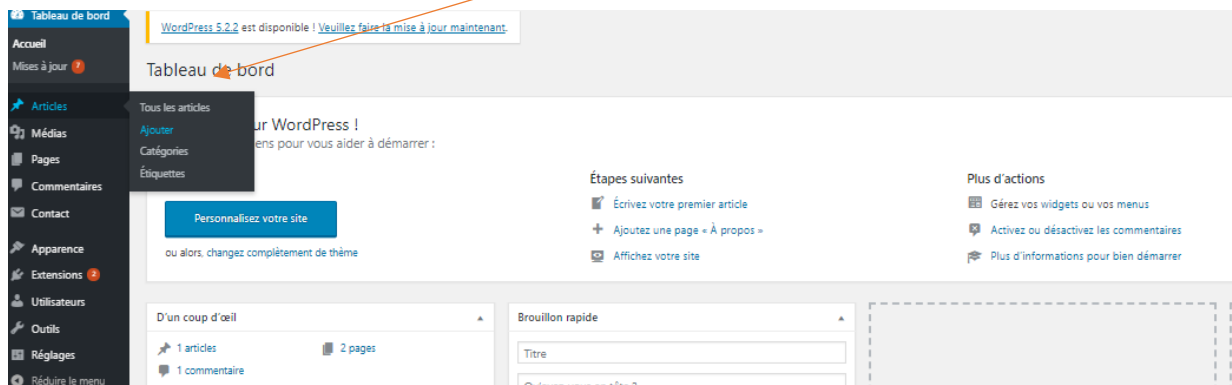 Tableau de bord
Accueil
Mises à jour 7
Articles
Médias
Pages
Commentaires
Contact
Apparence
Extensions 2
Utilisateurs
Outils
Réglages
Réduire le menu
Tous les articles
Ajouter
Catégories
Étiquettes
WordPress 5.2.2 est disponible ! Veuillez faire la mise à jour maintenant.
Tableau de bord
ur WordPress !
ens pour vous aider à démarrer :
Personnalisez votre site
ou alors, changez complètement de thème
Étapes suivantes
Écrivez votre premier article
Ajoutez une page « À propos »
Affichez votre site
Plus d'actions
Gérez vos widgets ou vos menus
Activez ou désactivez les commentaires
Plus d'informations pour bien démarrer
D'un coup d'œil
1 articles
2 pages
1 commentaire
Brouillon rapide
Titre